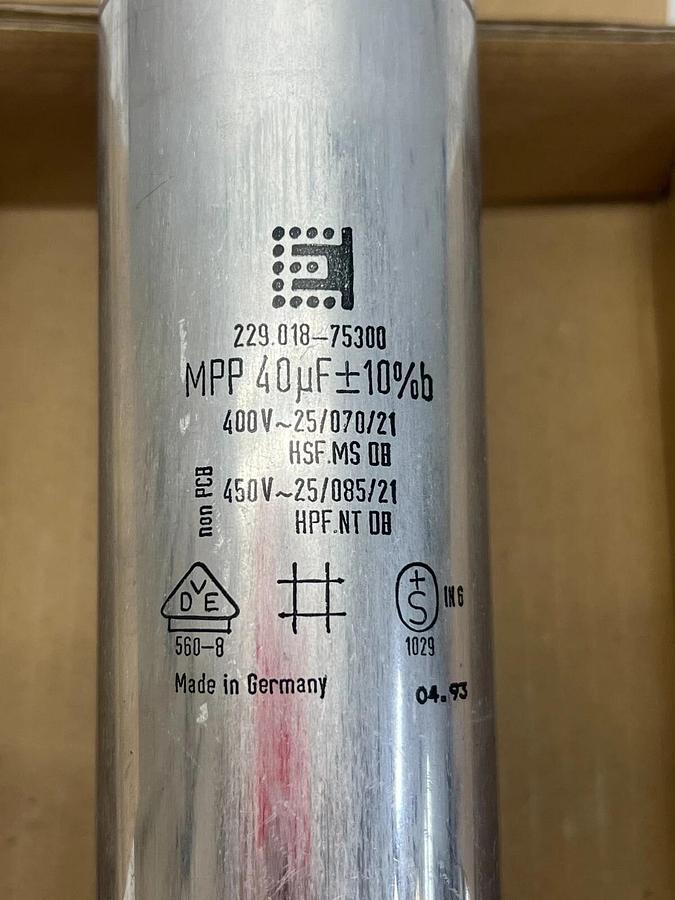 229.018-75300
MPP 40µF±10%b
400V~25/070/21
HSF.MS DB
non PCB
450V~25/085/21
HPF.NT DB
DVE
+S
IN6
560-8
1029
Made in Germany
04.93